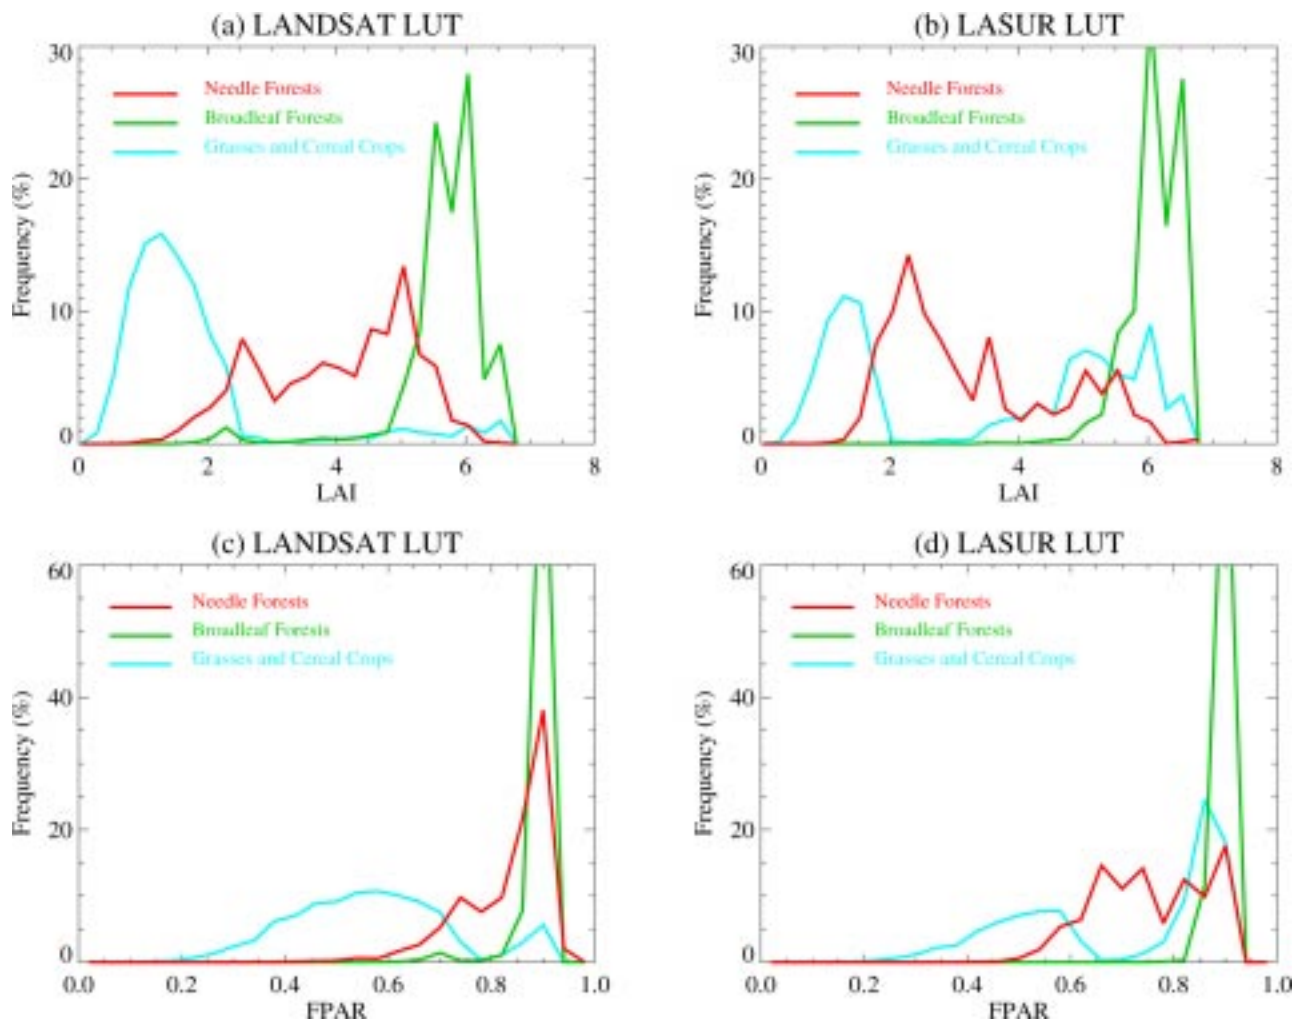 (a) LANDSAT LUT
30
20
10
0
Frequency (%)
Needle Forests
Broadleaf Forests
Grasses and Cereal Crops
0 2 4 6 8
LAI
(b) LASUR LUT
30
20
10
0
Frequency (%)
Needle Forests
Broadleaf Forests
Grasses and Cereal Crops
0 2 4 6 8
LAI
(c) LANDSAT LUT
60
40
20
0
Frequency (%)
Needle Forests
Broadleaf Forests
Grasses and Cereal Crops
0.0 0.2 0.4 0.6 0.8 1.0
FPAR
(d) LASUR LUT
60
40
20
0
Frequency (%)
Needle Forests
Broadleaf Forests
Grasses and Cereal Crops
0.0 0.2 0.4 0.6 0.8 1.0
FPAR